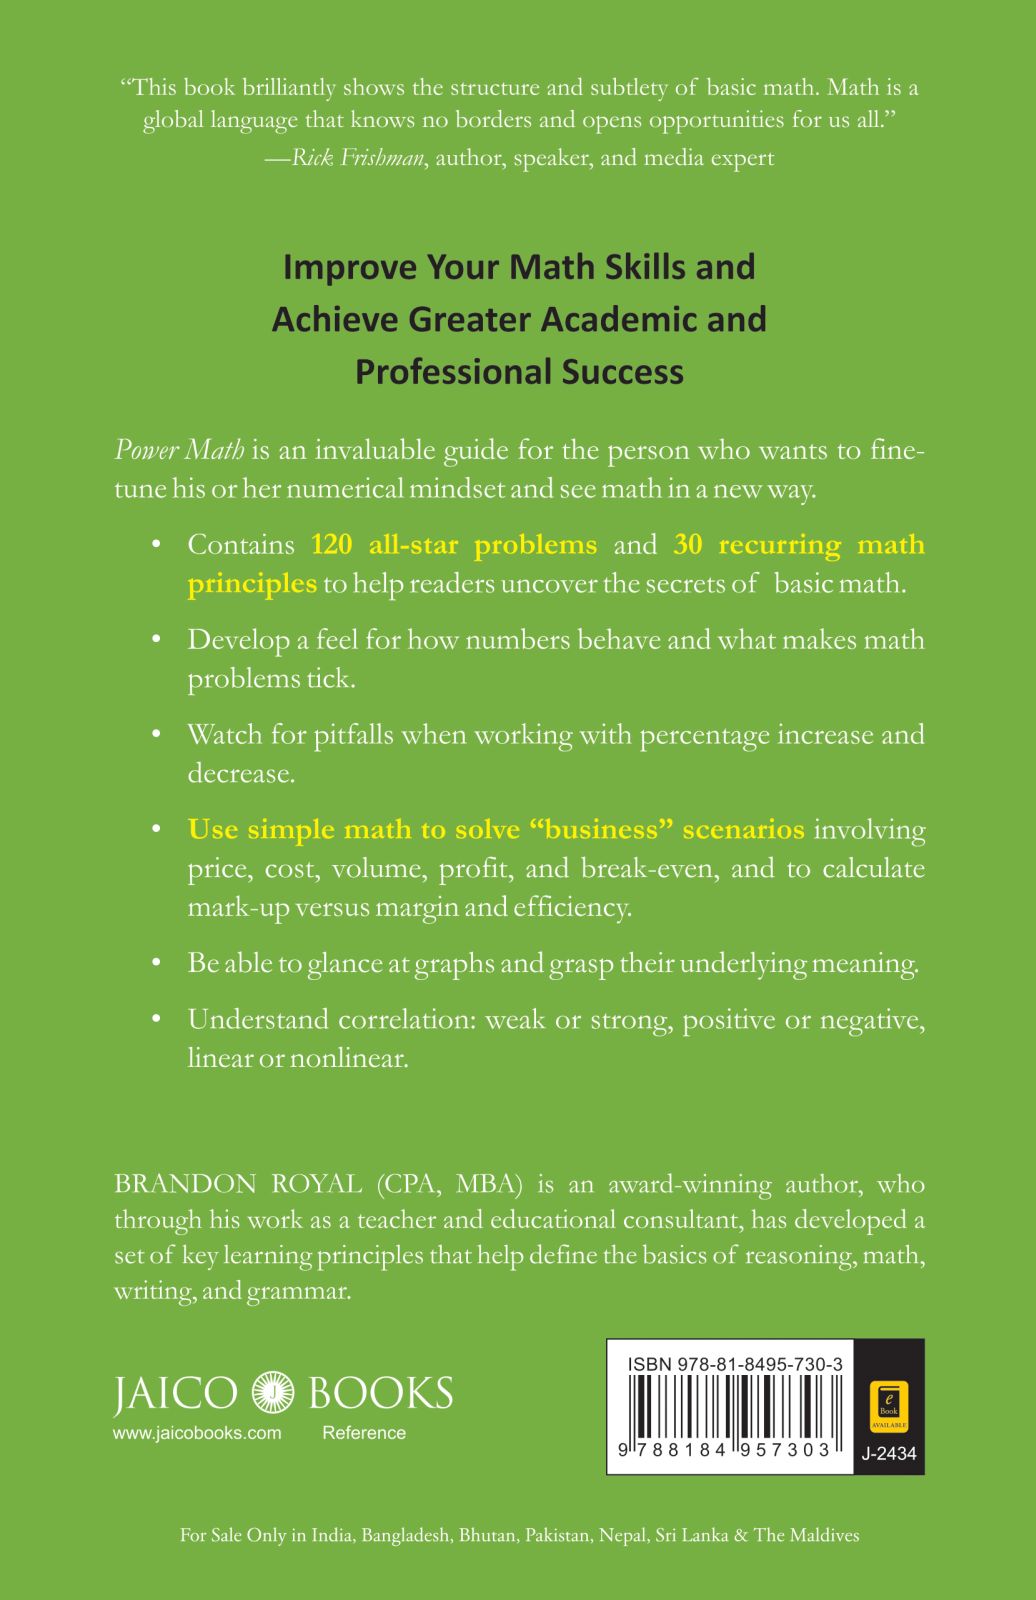 “This book brilliantly shows the structure and subtlety of basic math. Math is a
global language that knows no borders and opens opportunities for us all.”
—Rick Frishman, author, speaker, and media expert
Improve Your Math Skills and
Achieve Greater Academic and
Professional Success
Power Math is an invaluable guide for the person who wants to fine-
tune his or her numerical mindset and see math in a new way.
• Contains 120 all-star problems and 30 recurring math
principles to help readers uncover the secrets of basic math.
• Develop a feel for how numbers behave and what makes math
problems tick.
• Watch for pitfalls when working with percentage increase and
decrease.
• Use simple math to solve “business” scenarios involving
price, cost, volume, profit, and break-even, and to calculate
mark-up versus margin and efficiency.
• Be able to glance at graphs and grasp their underlying meaning.
• Understand correlation: weak or strong, positive or negative,
linear or nonlinear.
BRANDON ROYAL (CPA, MBA) is an award-winning author, who
through his work as a teacher and educational consultant, has developed a
set of key learning principles that help define the basics of reasoning, math,
writing, and grammar.
JAICO J BOOKS
www.jaicobooks.com Reference
ISBN 978-81-8495-730-3
9 788184 957303
e
Book
AVAILABLE
J-2434
For Sale Only in India, Bangladesh, Bhutan, Pakistan, Nepal, Sri Lanka & The Maldives